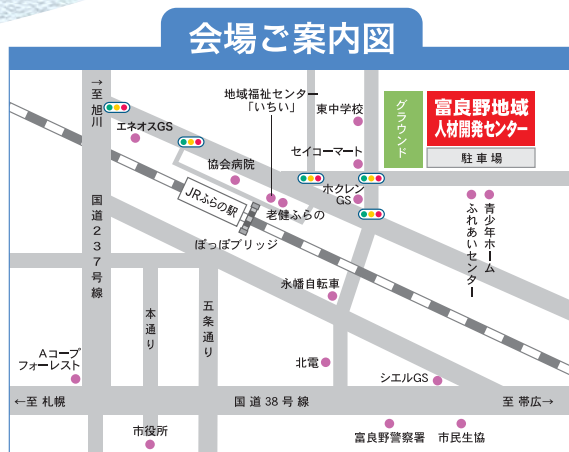 会場ご案内図
→至 旭川
エネオスGS
地域福祉センター
「いちい」
東中学校
グラウンド
富良野地域
人材開発センター
駐車場
セイコーマート
協会病院
ホクレン
GS
JRふらの駅
老健ふらの
ぽっぽブリッジ
青少年ホーム
ふれあいセンター
国道237号線
永幡自転車
本通り
五条通り
Aコープ
フォーレスト
北電
シエルGS
←至 札幌
国道38号線
至 帯広→
市役所
富良野警察署
市民生協